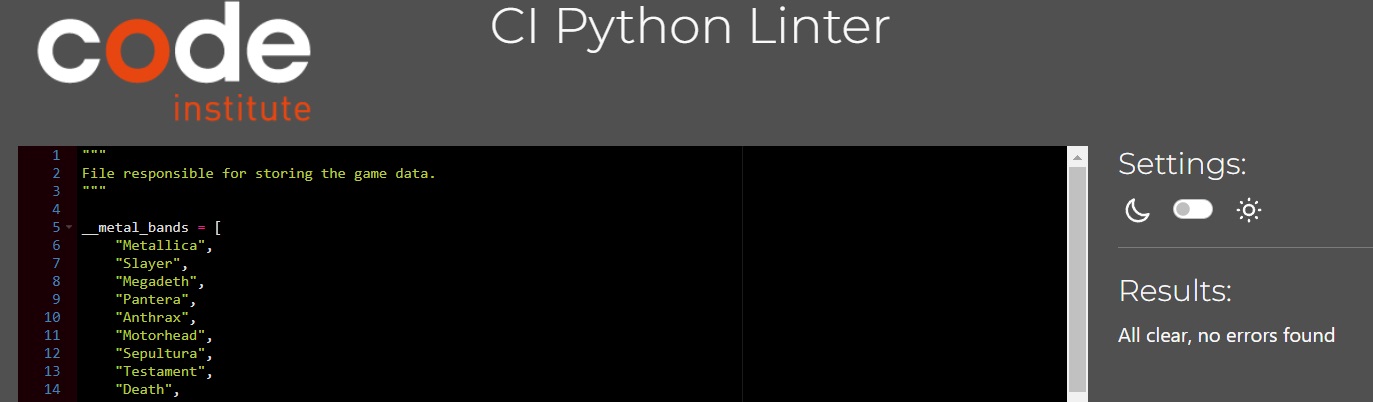 code
institute
CI Python Linter
1 """
2 File responsible for storing the game data.
3 """
4
5 __metal_bands = [
6 "Metallica",
7 "Slayer",
8 "Megadeth",
9 "Pantera",
10 "Anthrax",
11 "Motorhead",
12 "Sepultura",
13 "Testament",
14 "Death",
Settings:
Results:
All clear, no errors found